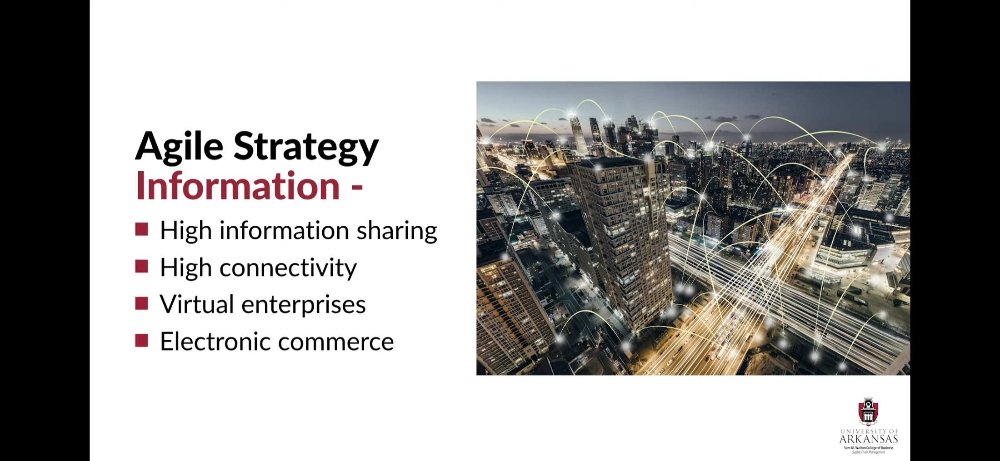 Agile Strategy
Information -
High information sharing
High connectivity
Virtual enterprises
Electronic commerce
UNIVERSITY OF
ARKANSAS
Sam M. Walton College of Business
Supply Chain Management